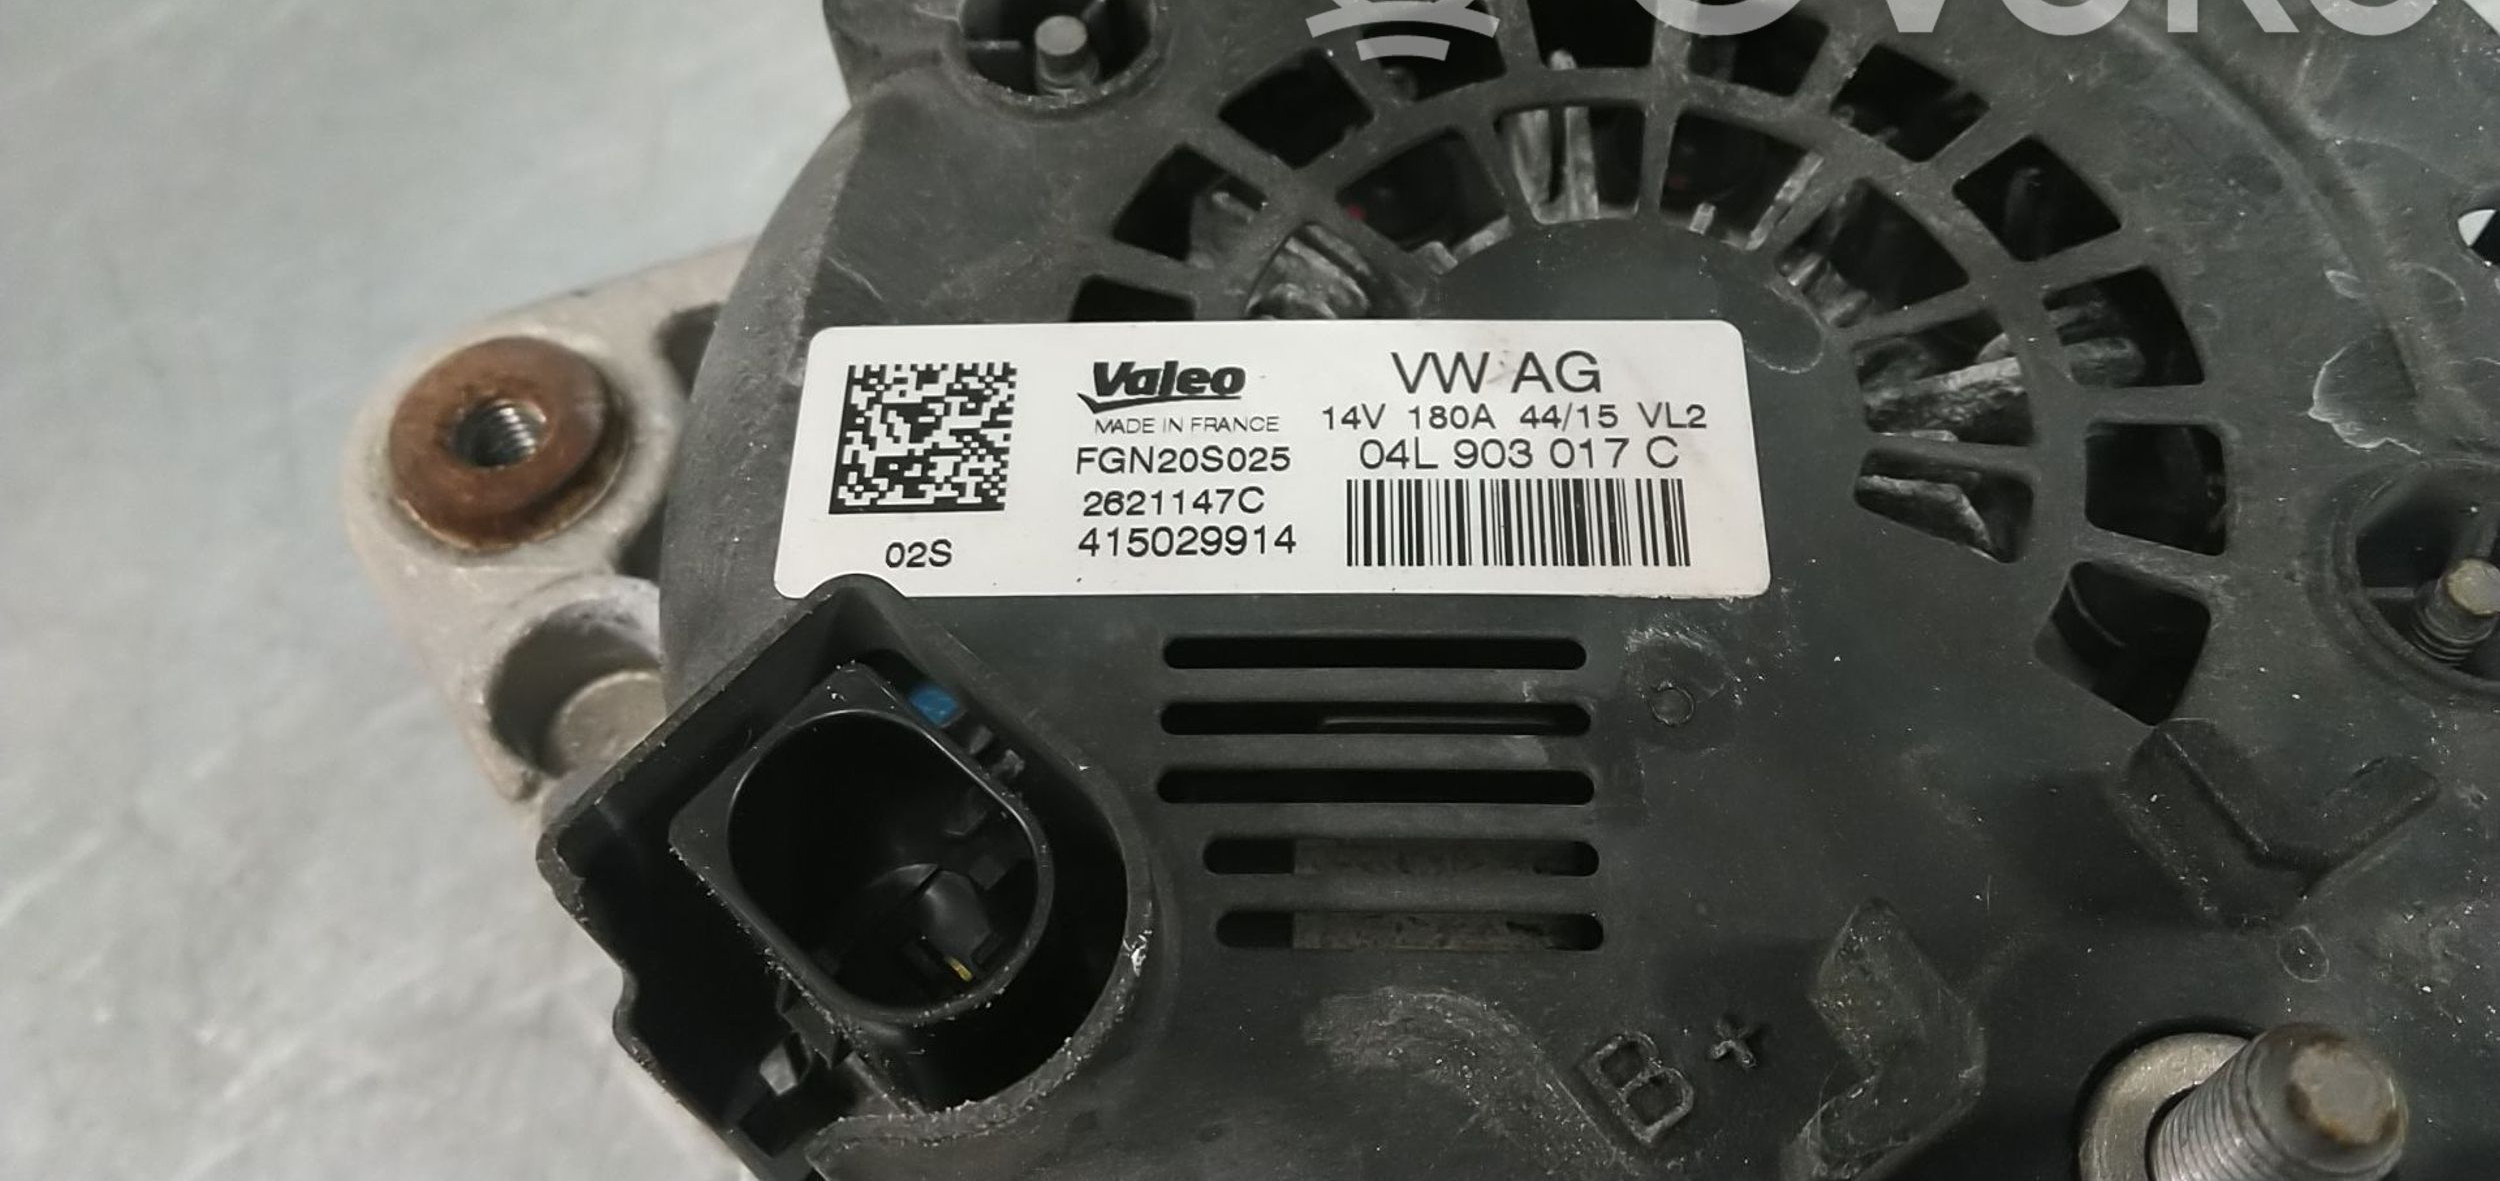 Valeo
MADE IN FRANCE
FGN20S025
2621147C
415029914
02S
VW AG
14V 180A 44/15 VL2
04L 903 017 C
B+